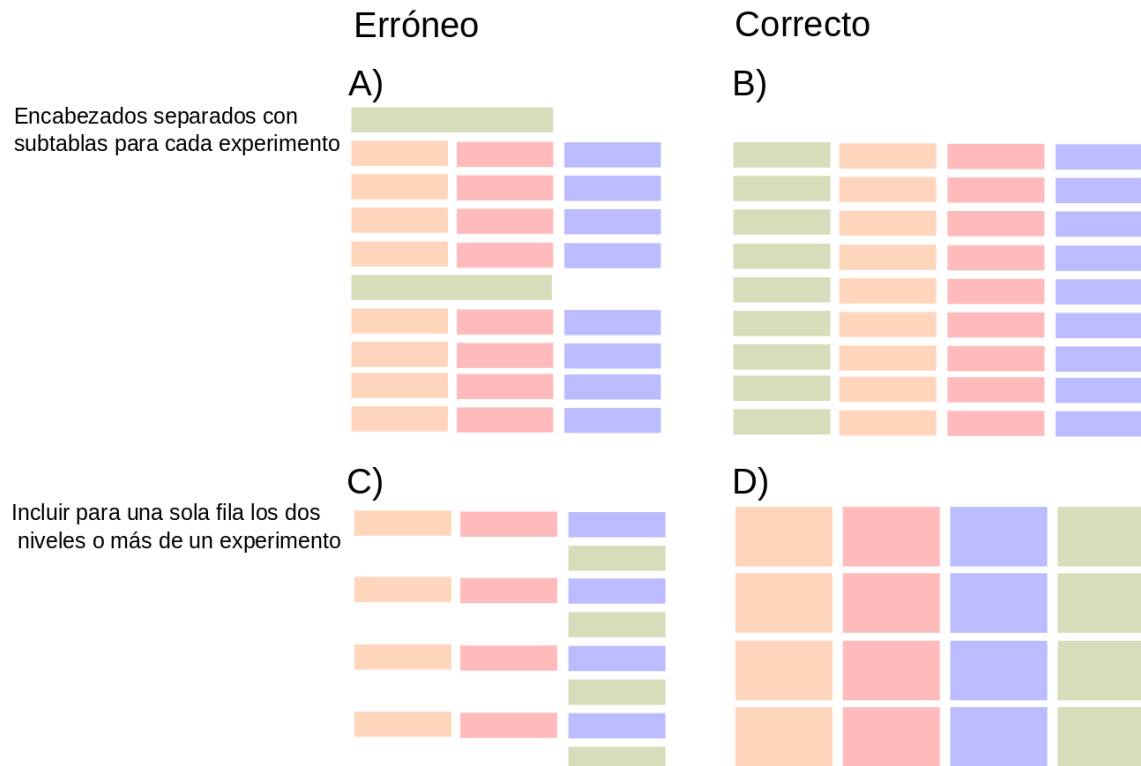 Erróneo
Correcto
A)
B)
Encabezados separados con
subtablas para cada experimento
C)
D)
Incluir para una sola fila los dos
niveles o más de un experimento